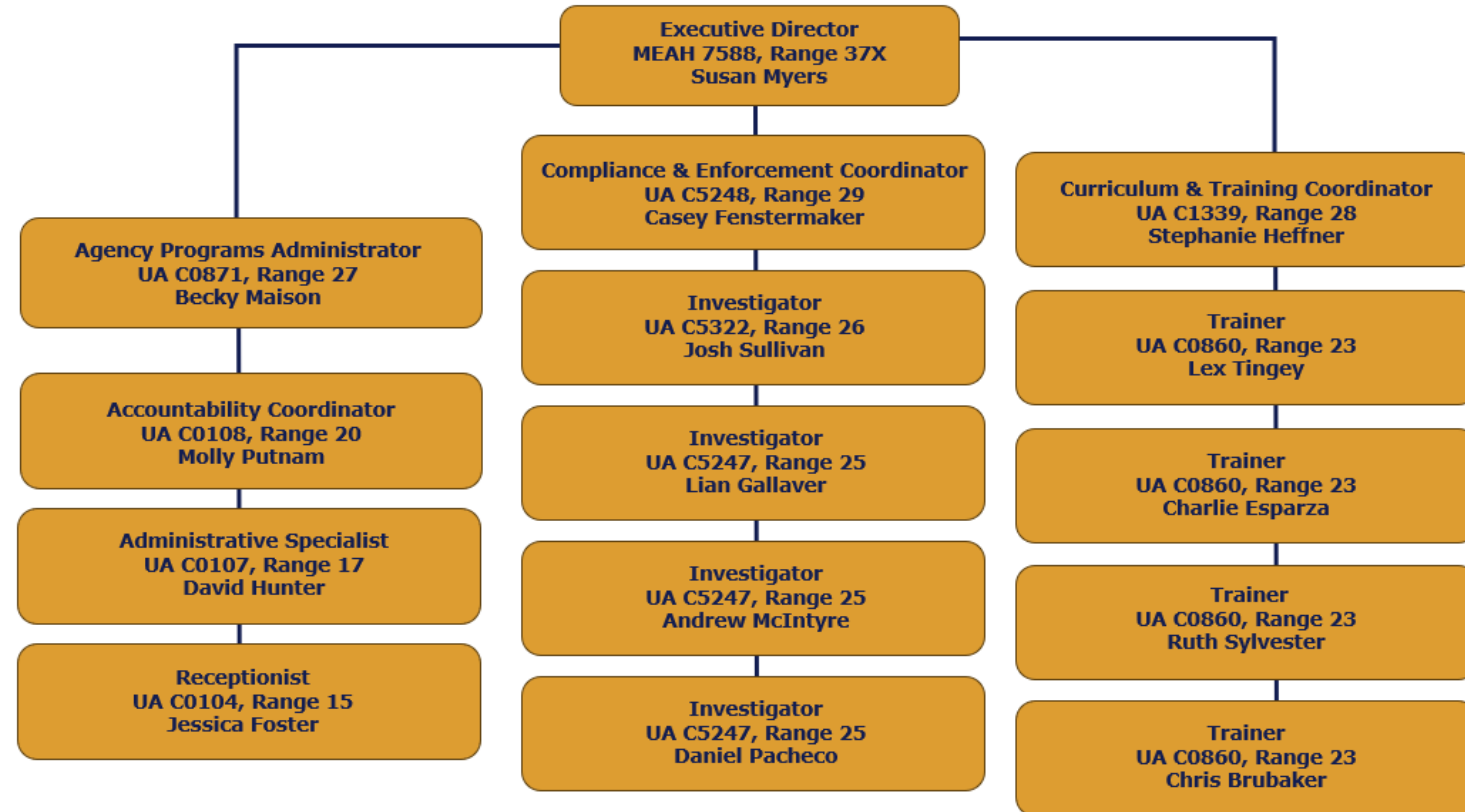 Executive Director
MEAH 7588, Range 37X
Susan Myers
Agency Programs Administrator
UA C0871, Range 27
Becky Maison
Accountability Coordinator
UA C0108, Range 20
Molly Putnam
Administrative Specialist
UA C0107, Range 17
David Hunter
Receptionist
UA C0104, Range 15
Jessica Foster
Compliance & Enforcement Coordinator
UA C5248, Range 29
Casey Fenstermaker
Investigator
UA C5322, Range 26
Josh Sullivan
Investigator
UA C5247, Range 25
Lian Gallaver
Investigator
UA C5247, Range 25
Andrew McIntyre
Investigator
UA C5247, Range 25
Daniel Pacheco
Curriculum & Training Coordinator
UA C1339, Range 28
Stephanie Heffner
Trainer
UA C0860, Range 23
Lex Tingey
Trainer
UA C0860, Range 23
Charlie Esparza
Trainer
UA C0860, Range 23
Ruth Sylvester
Trainer
UA C0860, Range 23
Chris Brubaker